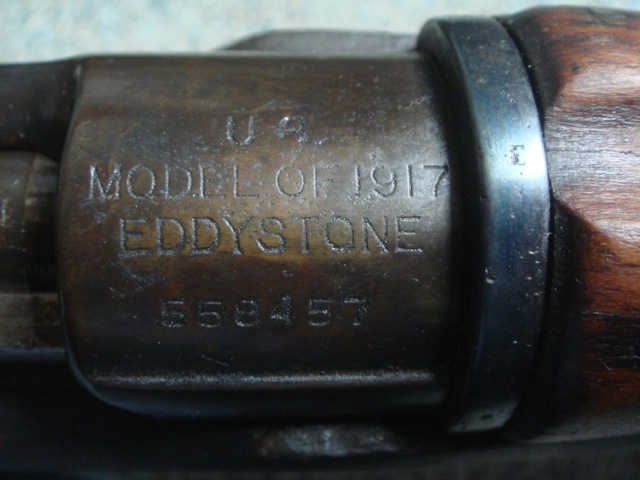 U S
MODEL OF 1917
EDDYSTONE
558457
E